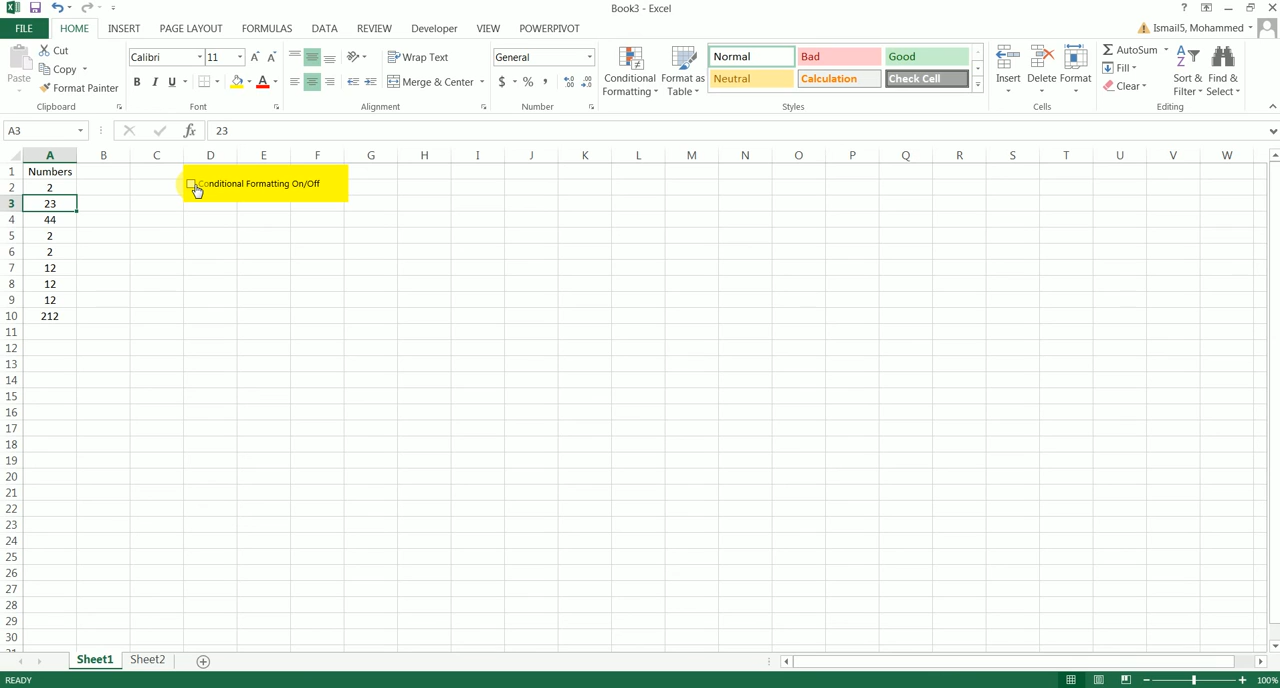 Book3 - Excel
FILE HOME INSERT PAGE LAYOUT FORMULAS DATA REVIEW Developer VIEW POWERPIVOT Ismail5, Mohammed
Paste Cut Copy Format Painter Clipboard
Calibri 11 B I U A Font
Wrap Text Merge & Center Alignment
General $ % , Number
Conditional Formatting Format as Table
Normal Bad Good
Neutral Calculation Check Cell
Styles
Insert Delete Format Cells
AutoSum Fill Clear Sort & Filter Find & Select Editing
A3 fx 23
A B C D E F G H I J K L M N O P Q R S T U V W
1 Numbers
Conditional Formatting On/Off
2 2
3 23
4 44
5 2
6 2
7 12
8 12
9 12
10 212
11
12
13
14
15
16
17
18
19
20
21
22
23
24
25
26
27
28
29
30
Sheet1 Sheet2
READY 100%